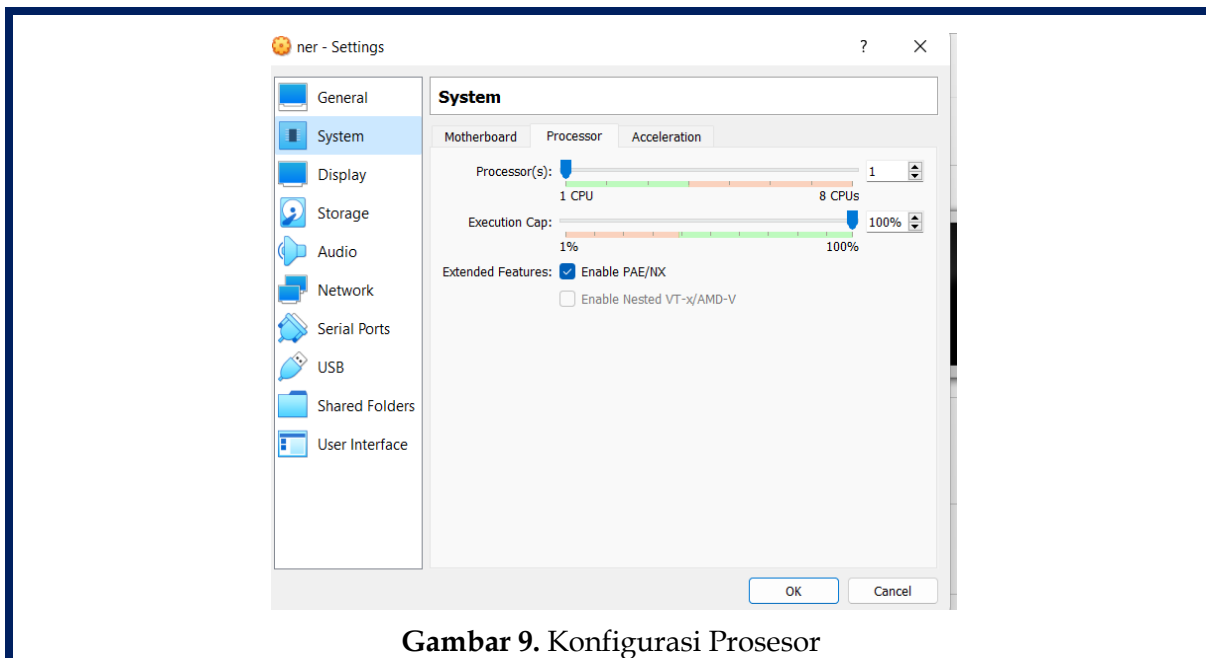 ner - Settings ? ×
General
System
Display
Storage
Audio
Network
Serial Ports
USB
Shared Folders
User Interface
System
Motherboard Processor Acceleration
Processor(s): 1
1 CPU 8 CPUs
Execution Cap: 100%
1% 100%
Extended Features: Enable PAE/NX
Enable Nested VT-x/AMD-V
OK Cancel
Gambar 9. Konfigurasi Prosesor